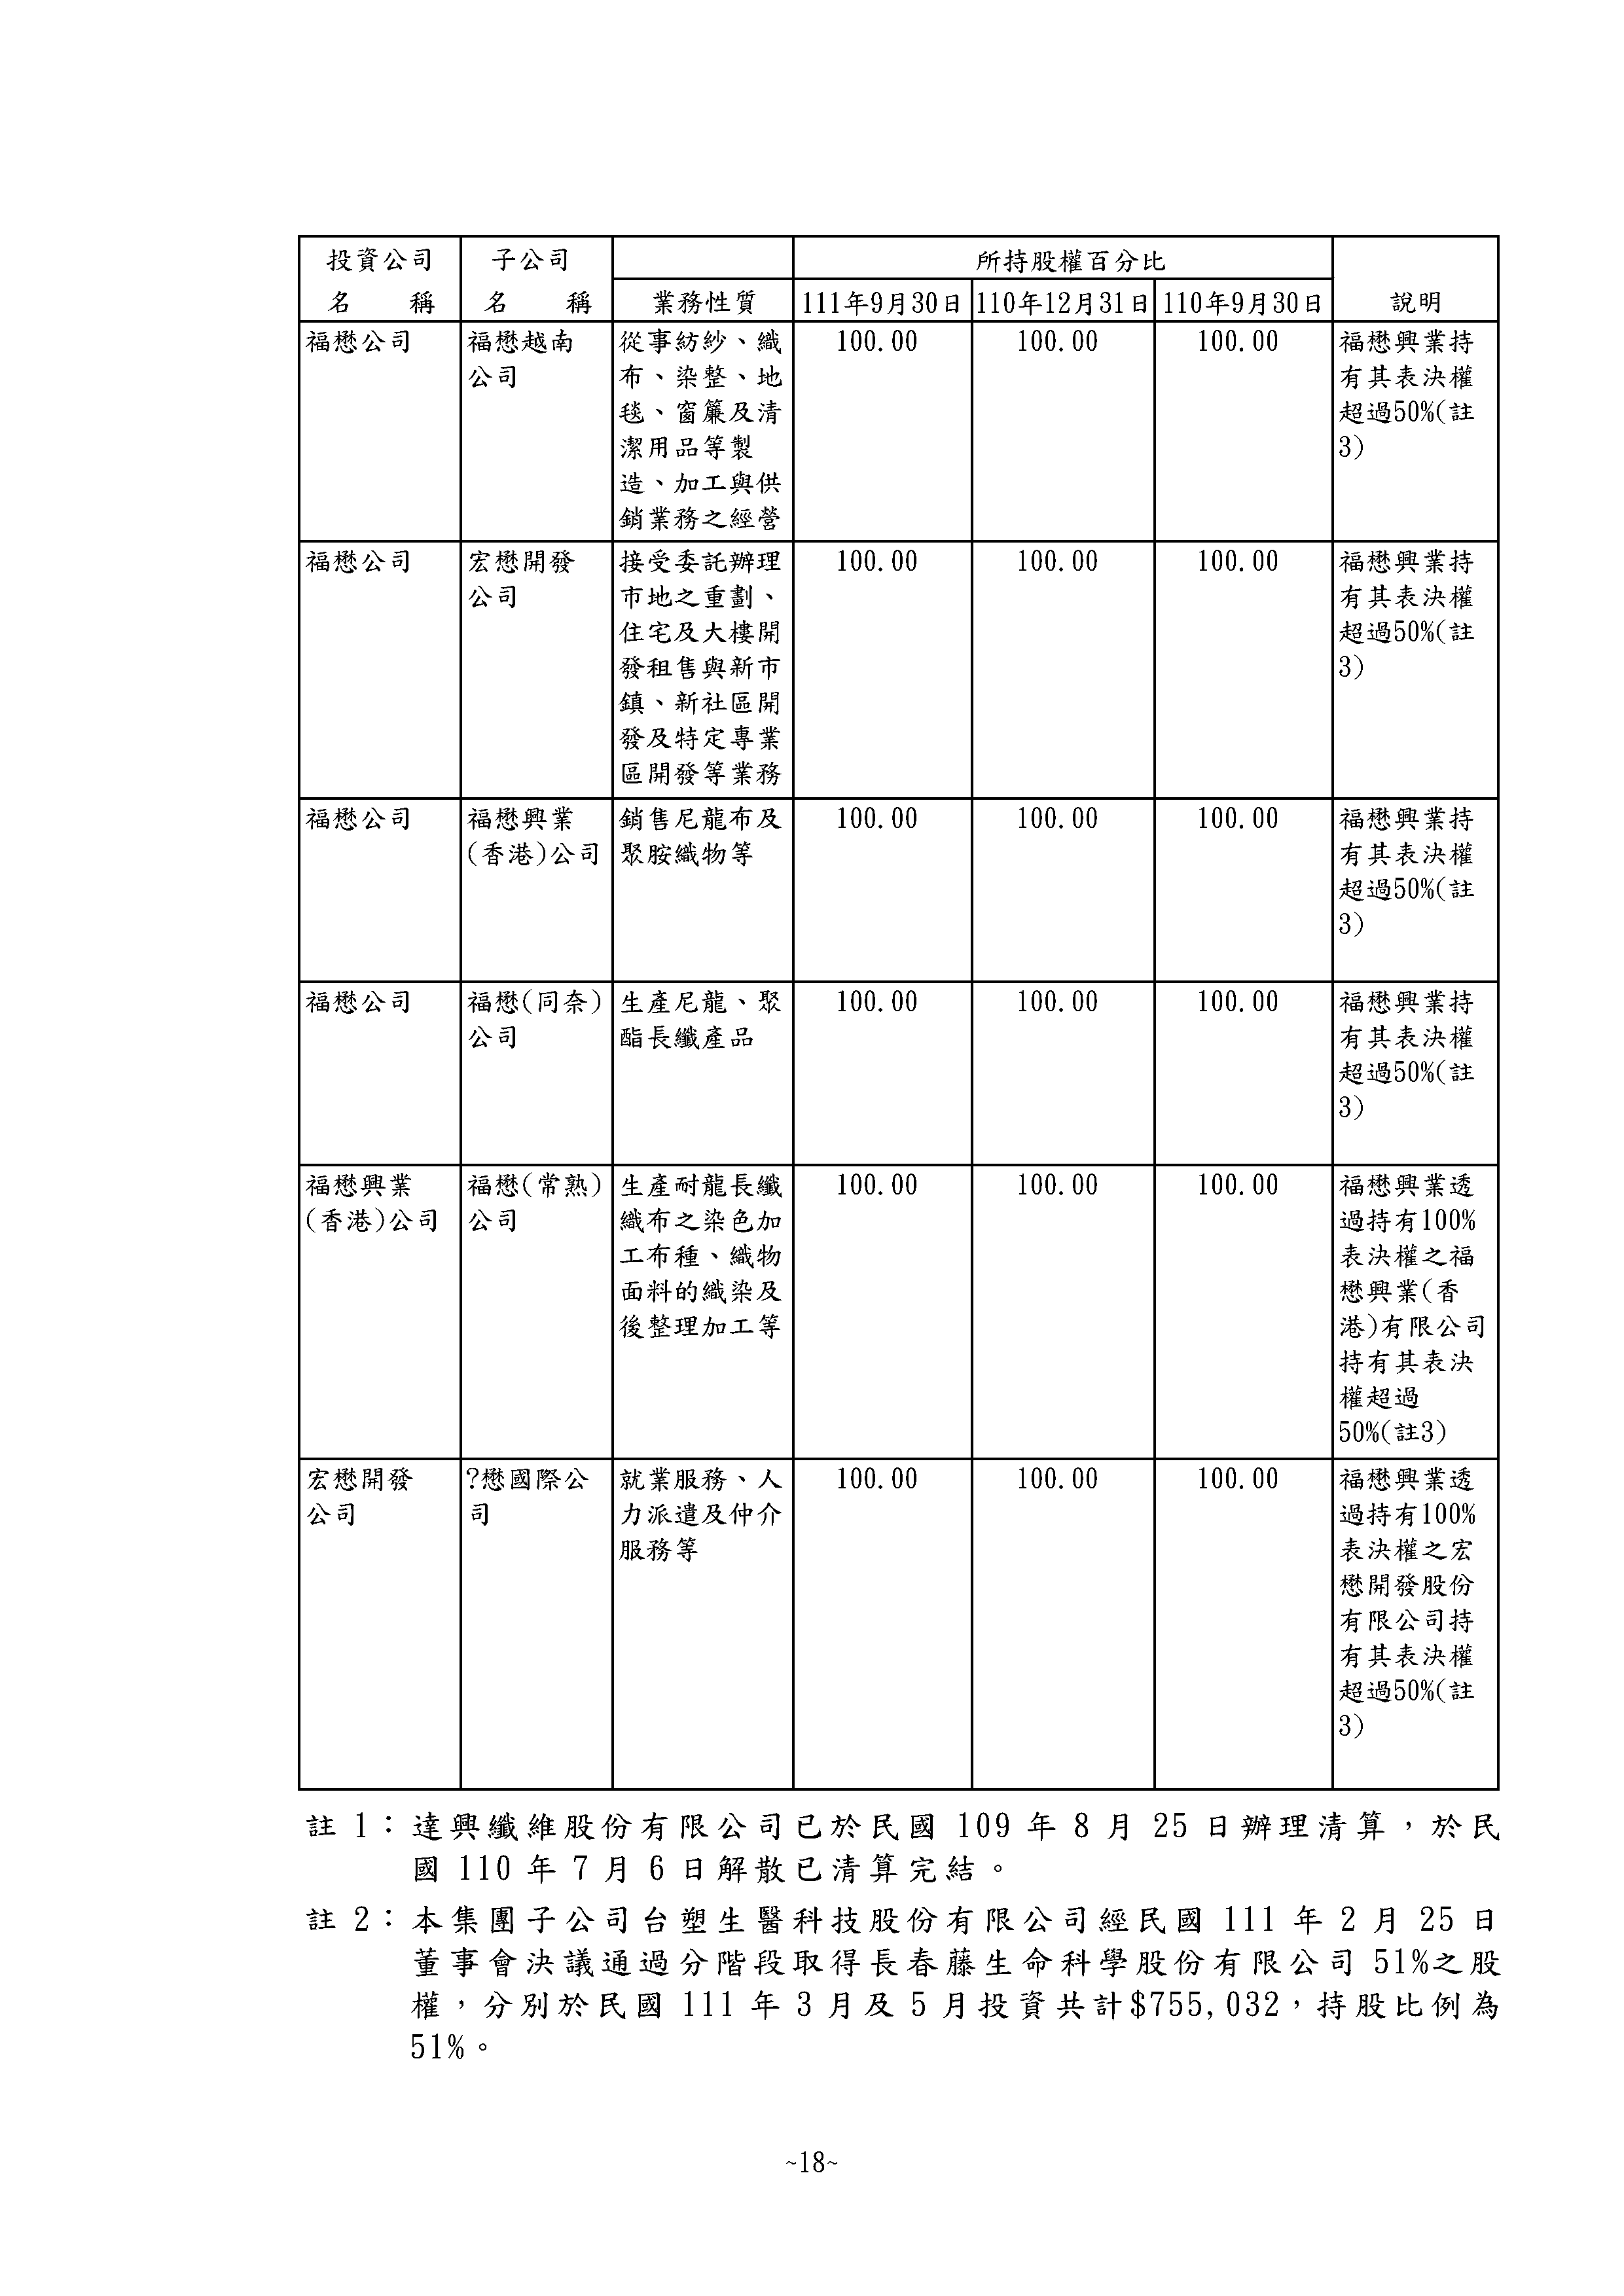 投資公司 子公司 所持股權百分比
名 稱 名 稱 業務性質 111年9月30日 110年12月31日 110年9月30日 說明
福懋公司 福懋越南 從事紡紗、織 100.00 100.00 100.00 福懋興業持
公司 布、染整、地 有其表決權
毯、窗簾及清 超過50%(註
潔用品等製 3)
造、加工與供
銷業務之經營
福懋公司 宏懋開發 接受委託辦理 100.00 100.00 100.00 福懋興業持
公司 市地之重劃、 有其表決權
住宅及大樓開 超過50%(註
發租售與新市 3)
鎮、新社區開
發及特定專業
區開發等業務
福懋公司 福懋興業 銷售尼龍布及 100.00 100.00 100.00 福懋興業持
(香港)公司 聚胺織物等 有其表決權
超過50%(註
3)
福懋公司 福懋(同奈) 生產尼龍、聚 100.00 100.00 100.00 福懋興業持
公司 酯長纖產品 有其表決權
超過50%(註
3)
福懋興業 福懋(常熟) 生產耐龍長纖 100.00 100.00 100.00 福懋興業透
(香港)公司 公司 織布之染色加 過持有100%
工布種、織物 表決權之福
面料的織染及 懋興業(香
後整理加工等 港)有限公司
持有其表決
權超過
50%(註3)
宏懋開發 ?懋國際公 就業服務、人 100.00 100.00 100.00 福懋興業透
公司 司 力派遣及仲介 過持有100%
服務等 表決權之宏
懋開發股份
有限公司持
有其表決權
超過50%(註
3)
註 1：達興纖維股份有限公司已於民國 109 年 8 月 25 日辦理清算，於民
國 110 年 7 月 6 日解散已清算完結。
註 2：本集團子公司台塑生醫科技股份有限公司經民國 111 年 2 月 25 日
董事會決議通過分階段取得長春藤生命科學股份有限公司 51%之股
權，分別於民國 111 年 3 月及 5 月投資共計$755,032，持股比例為
51%。
~18~